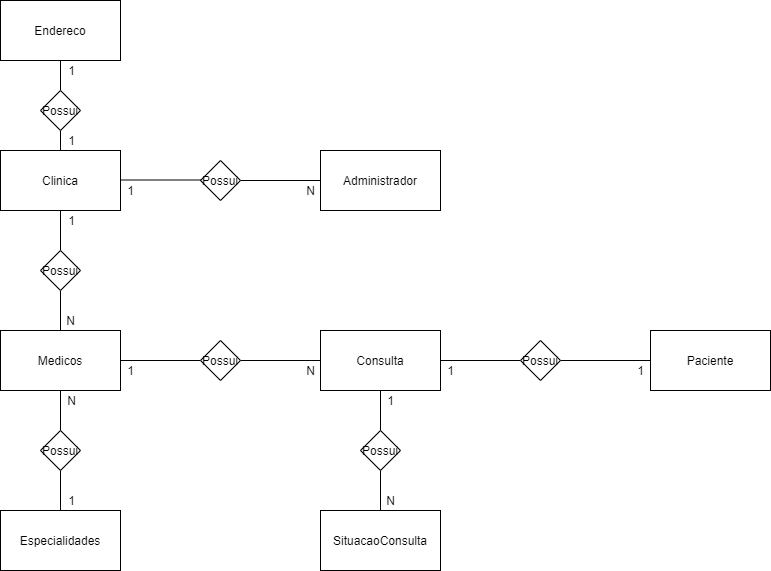 Endereco
1
Possui
1
Clinica
1
Possui
N
Administrador
1
Possui
N
Medicos
1
Possui
N
Consulta
1
Possui
1
Paciente
N
Possui
1
Especialidades
1
Possui
N
SituacaoConsulta